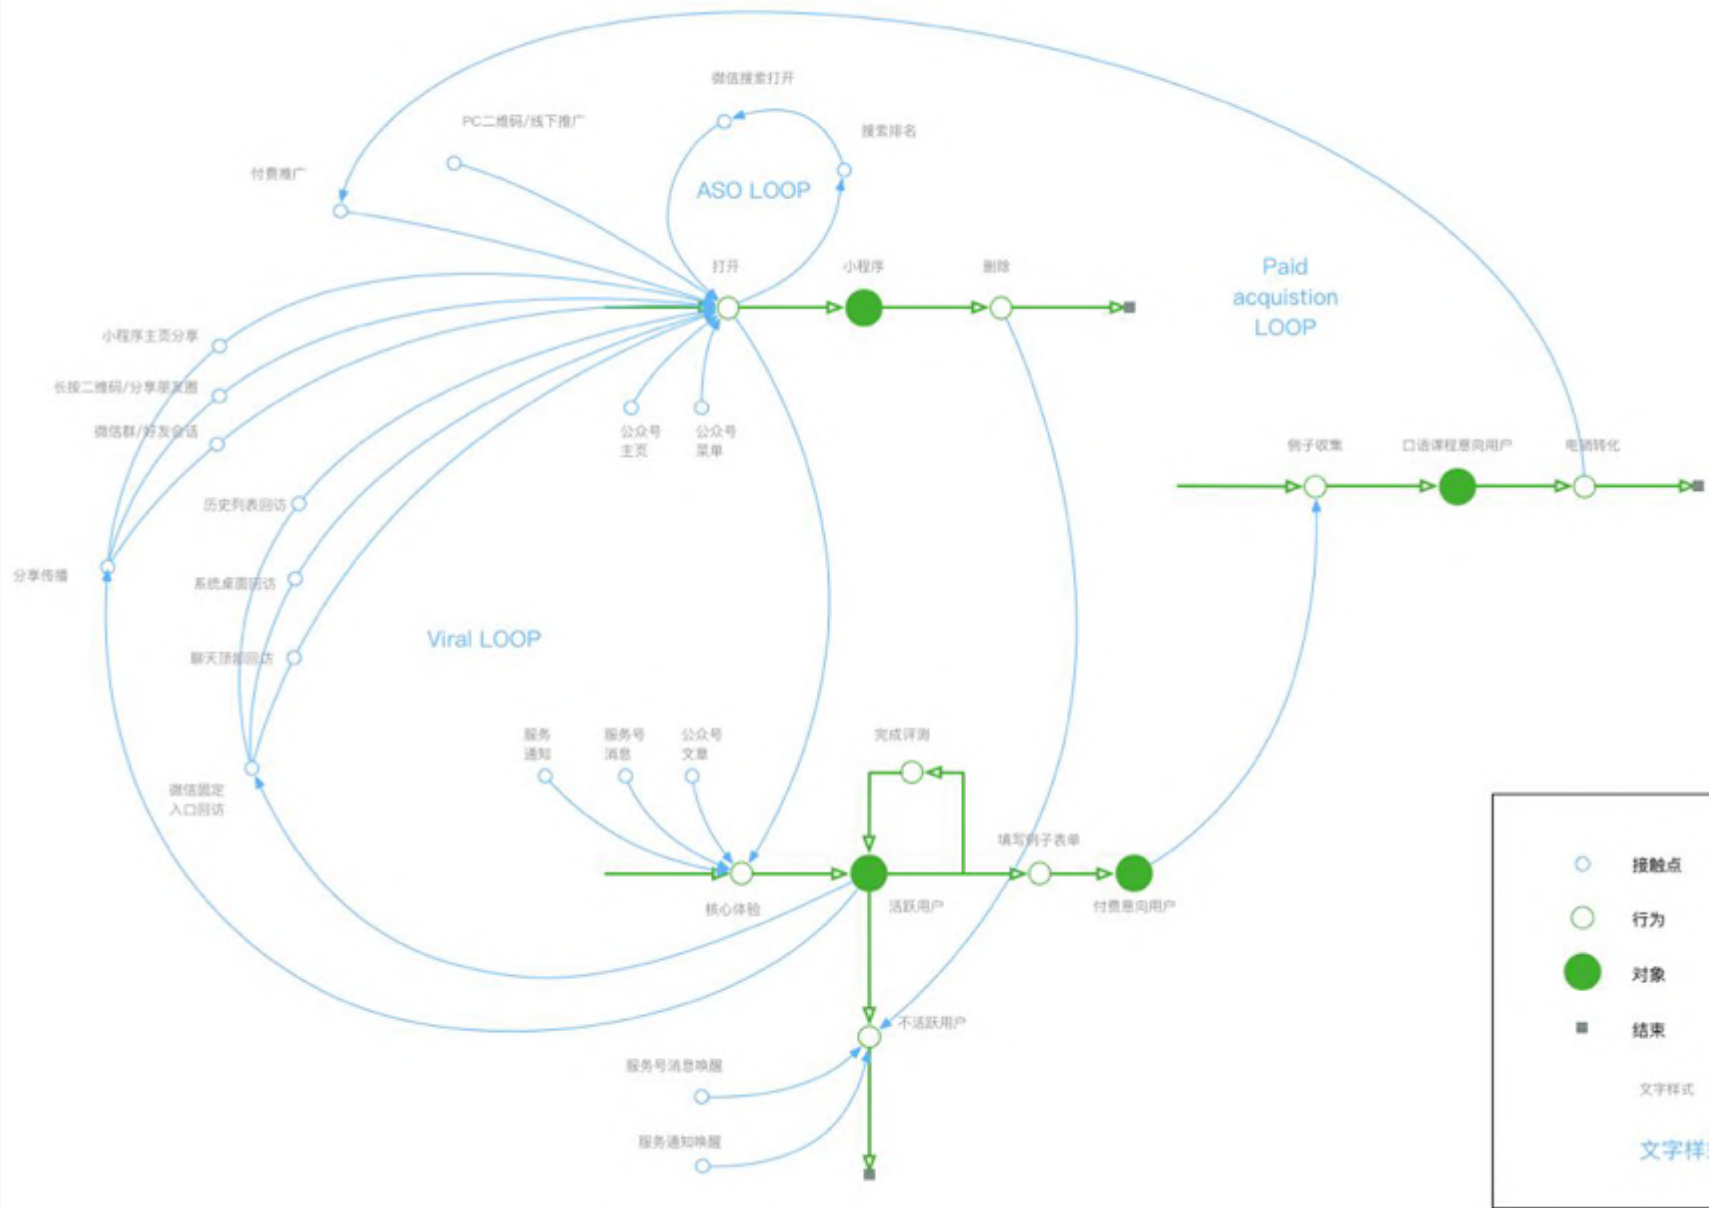 微信搜索打开
PC二维码/线下推广
搜索排名
付费推广
ASO LOOP
打开
小程序
删除
Paid
acquistion
LOOP
小程序主页分享
长按二维码/分享朋友圈
微信群/好友会话
公众号
主页
公众号
菜单
例子收集
口语课程意向用户
电销转化
历史列表回访
分享传播
系统桌面回访
Viral LOOP
聊天顶部回访
服务
通知
服务号
消息
公众号
文章
完成评测
微信固定
入口回访
填写例子表单
核心体验
活跃用户
付费意向用户
不活跃用户
服务号消息唤醒
服务通知唤醒
接触点
行为
对象
结束
文字样式
文字样